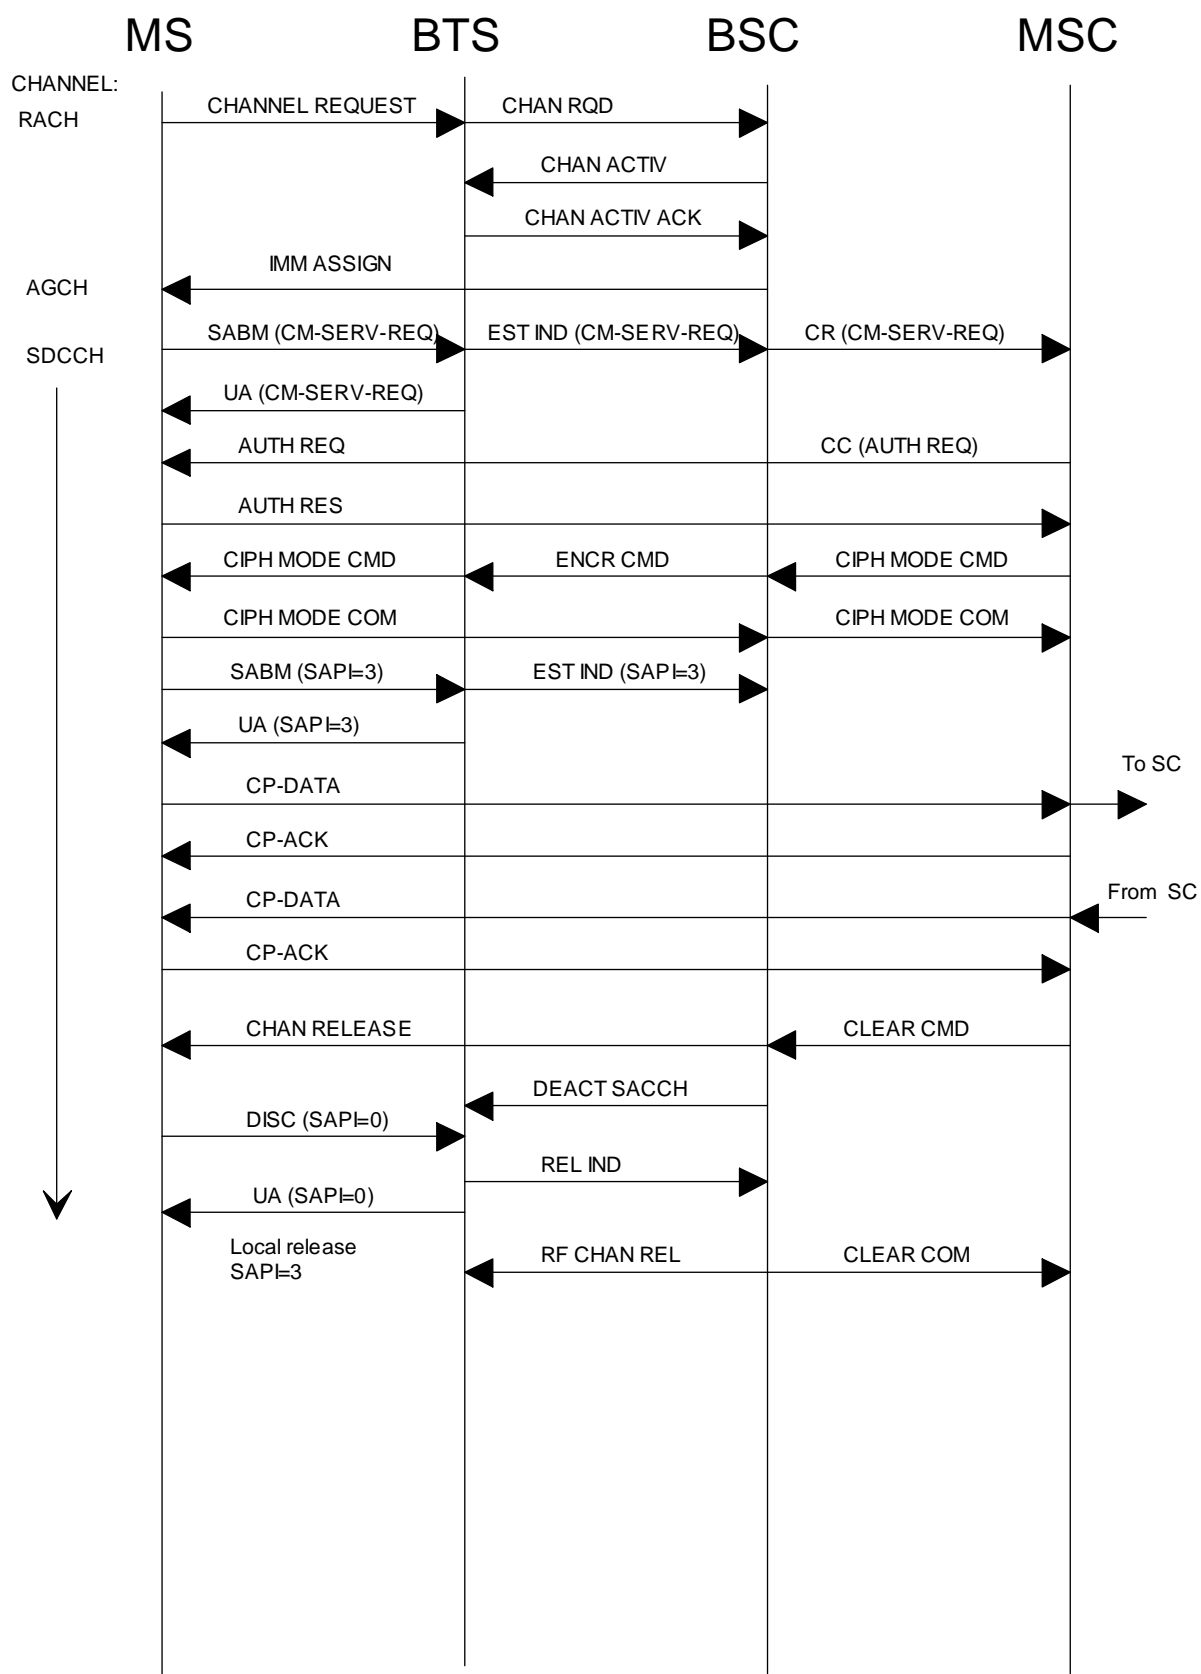 MS BTS BSC MSC
CHANNEL:
RACH CHANNEL REQUEST CHAN RQD
CHAN ACTIV
CHAN ACTIV ACK
AGCH IMM ASSIGN
SDCCH SABM (CM-SERV-REQ) EST IND (CM-SERV-REQ) CR (CM-SERV-REQ)
UA (CM-SERV-REQ)
AUTH REQ CC (AUTH REQ)
AUTH RES
CIPH MODE CMD ENCR CMD CIPH MODE CMD
CIPH MODE COM CIPH MODE COM
SABM (SAPI=3) EST IND (SAPI=3)
UA (SAPI=3)
To SC
CP-DATA
CP-ACK
From SC
CP-DATA
CP-ACK
CHAN RELEASE CLEAR CMD
DEACT SACCH
DISC (SAPI=0)
REL IND
UA (SAPI=0)
Local release
SAPI=3
RF CHAN REL CLEAR COM